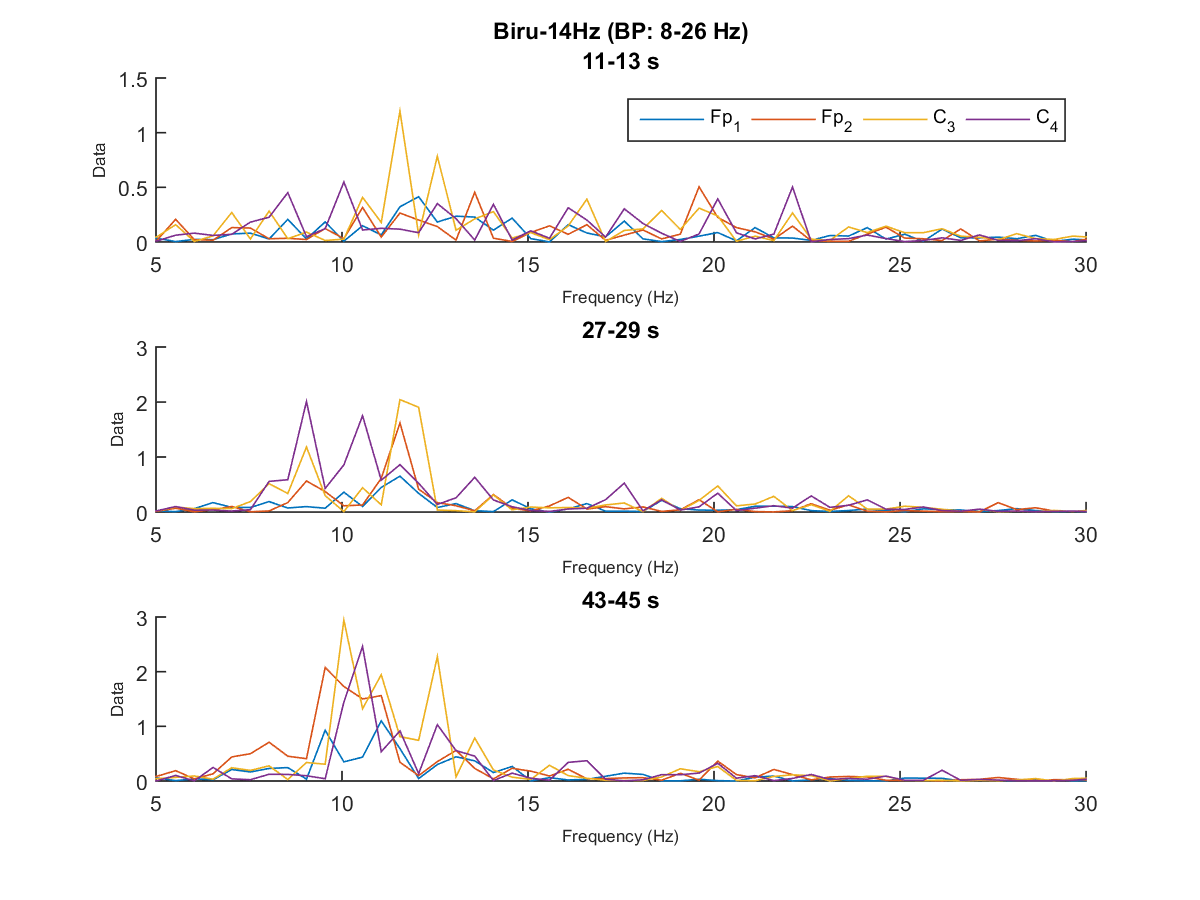 Biru-14Hz (BP: 8-26 Hz)
11-13 s
1.5
1
0.5
0
Data
Fp1 Fp2 C3 C4
5 10 15 20 25 30
Frequency (Hz)
27-29 s
3
2
1
0
Data
5 10 15 20 25 30
Frequency (Hz)
43-45 s
3
2
1
0
Data
5 10 15 20 25 30
Frequency (Hz)